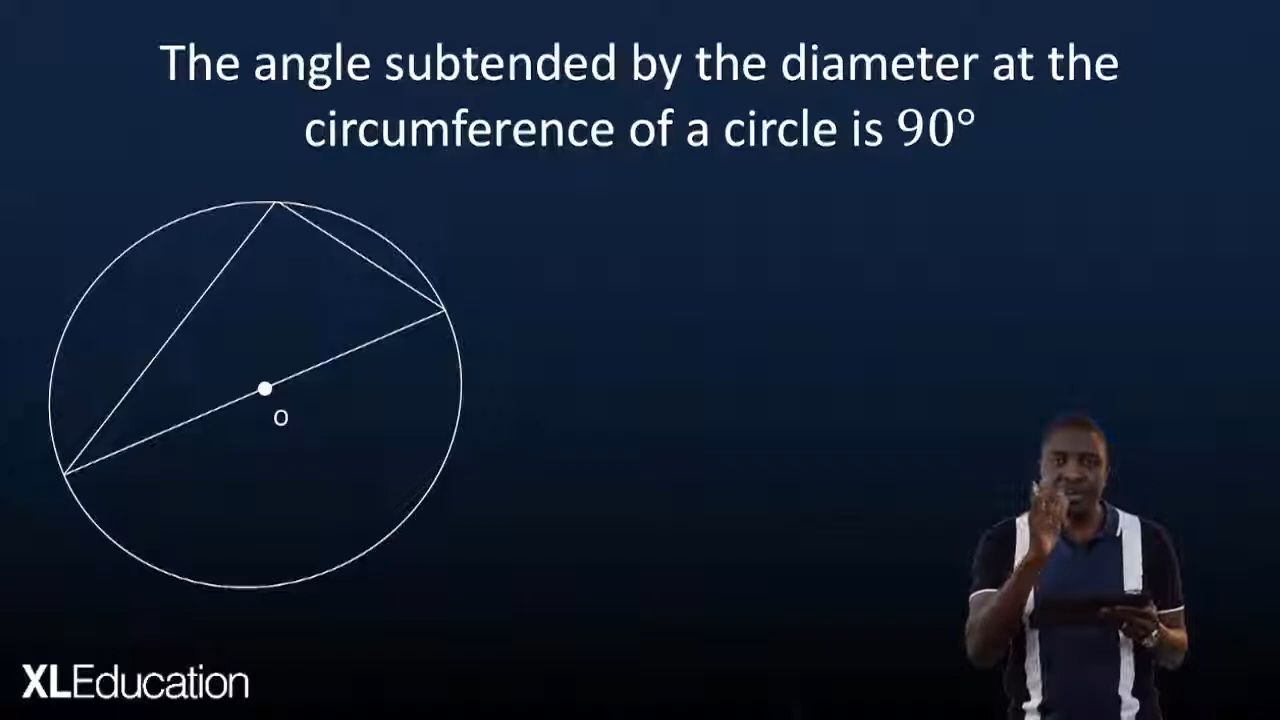 The angle subtended by the diameter at the
circumference of a circle is 90°
O
XLEducation